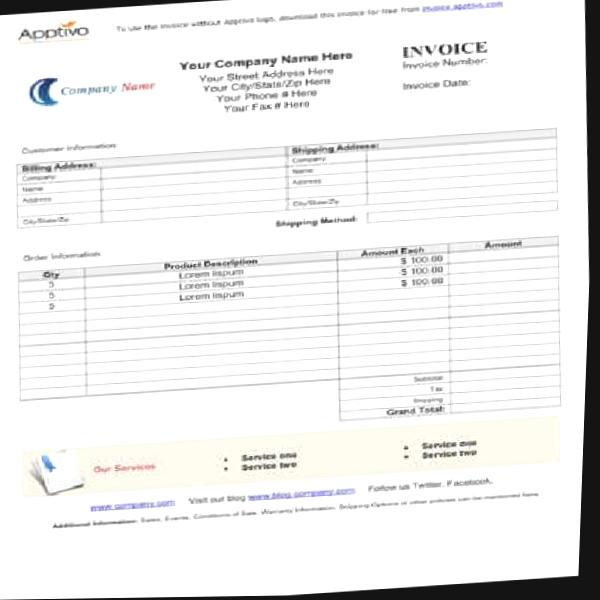 Apptivo
To use the invoice without Apptivo logo, download this invoice for free from invoice.apptivo.com
Company Name
Your Company Name Here
Your Street Address Here
Your City/State/Zip Here
Your Phone # Here
Your Fax # Here
INVOICE
Invoice Number:
Invoice Date:
Customer Information
Billing Address:
Company
Name
Address
City/State/Zip
Shipping Address:
Company
Name
Address
City/State/Zip
Shipping Method:
Order Information
Qty Product Description Amount Each Amount
5 Lorem Iispum $ 100.00
5 Lorem Iispum $ 100.00
5 Lorem Iispum $ 100.00
Subtotal
Tax
Shipping
Grand Total:
Our Services
• Service one
• Service two
• Service one
• Service two
www.company.com Visit our blog www.blog.company.com Follow us Twitter, Facebook,
Additional Information: Sales, Events, Conditions of Sale, Warranty Information, Shipping Options or other policies can be mentioned here